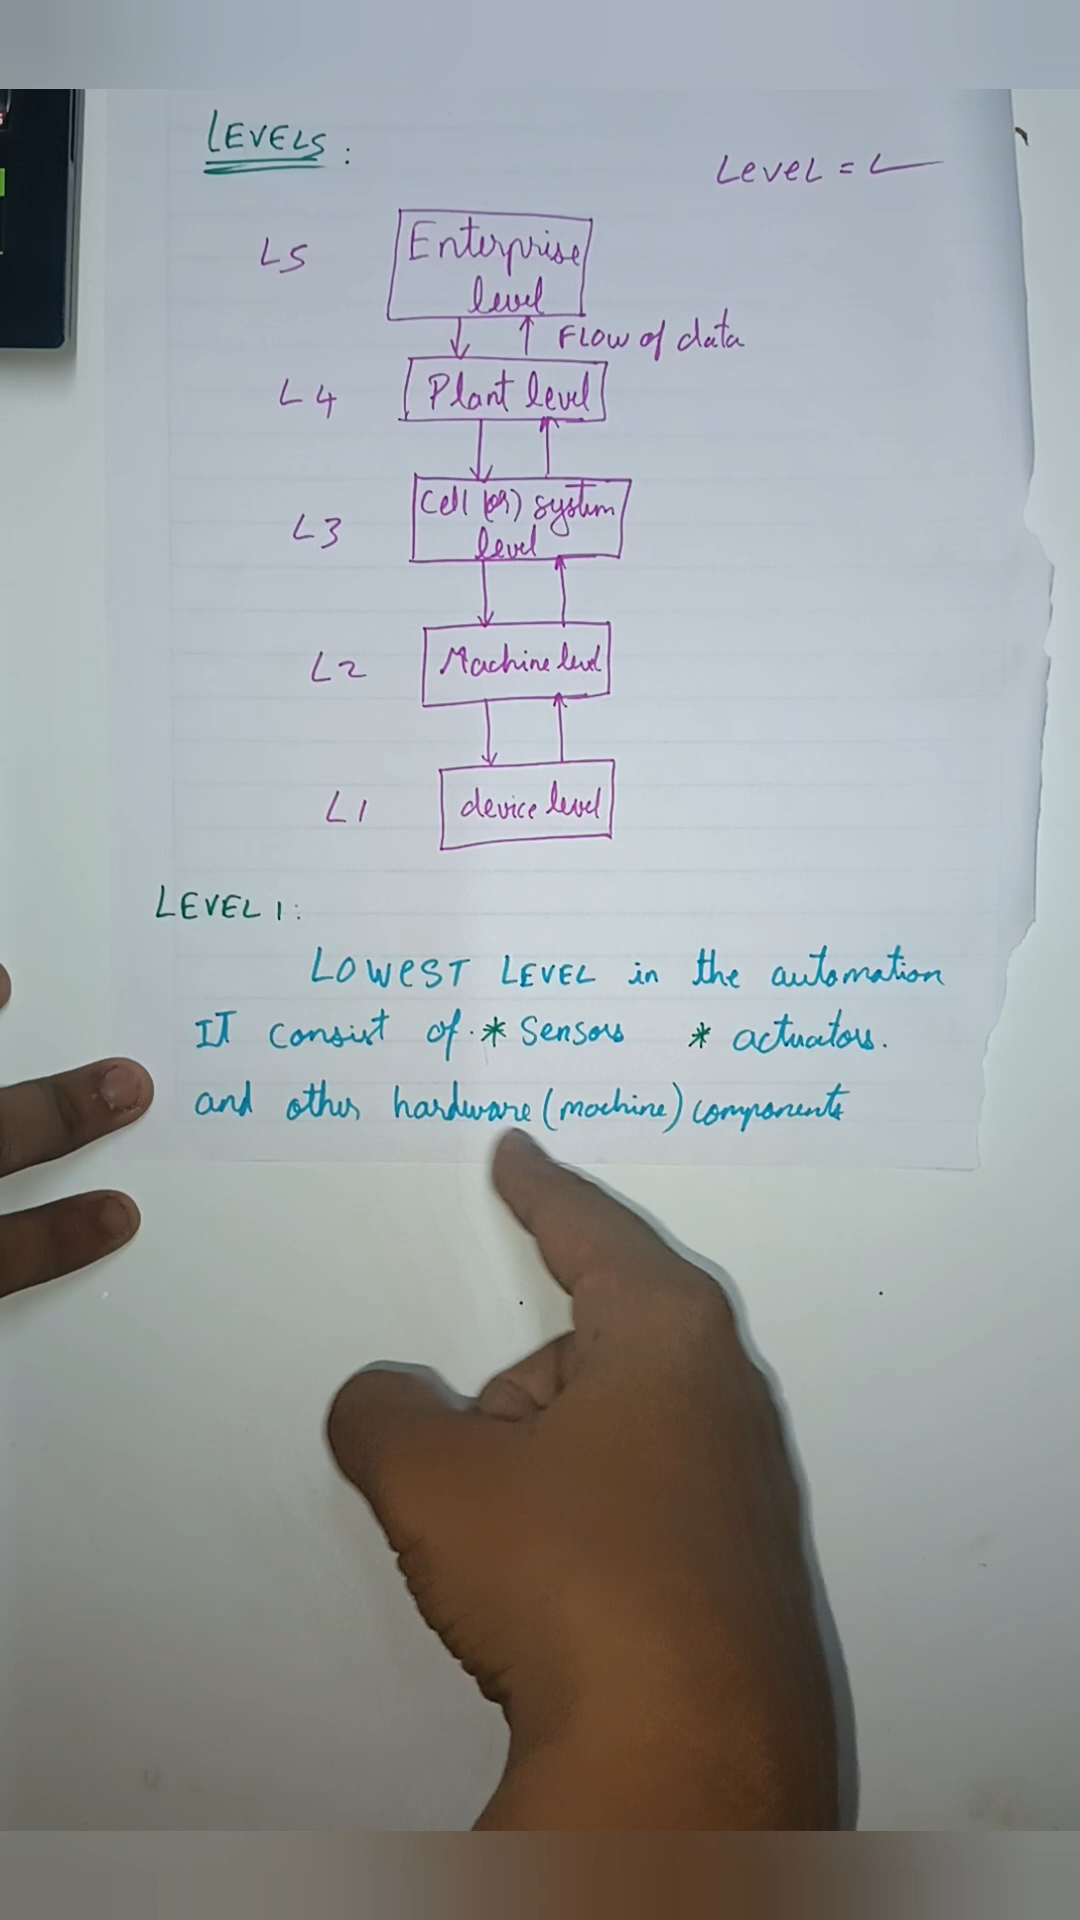 LEVELS :
Level = L
L5 Enterprise
level
Flow of data
L4 Plant level
L3 Cell (or) system
level
L2 Machine level
L1 device level
LEVEL 1:
LOWEST LEVEL in the automation
IT consist of. * Sensors * actuators.
and other hardware (machine) components